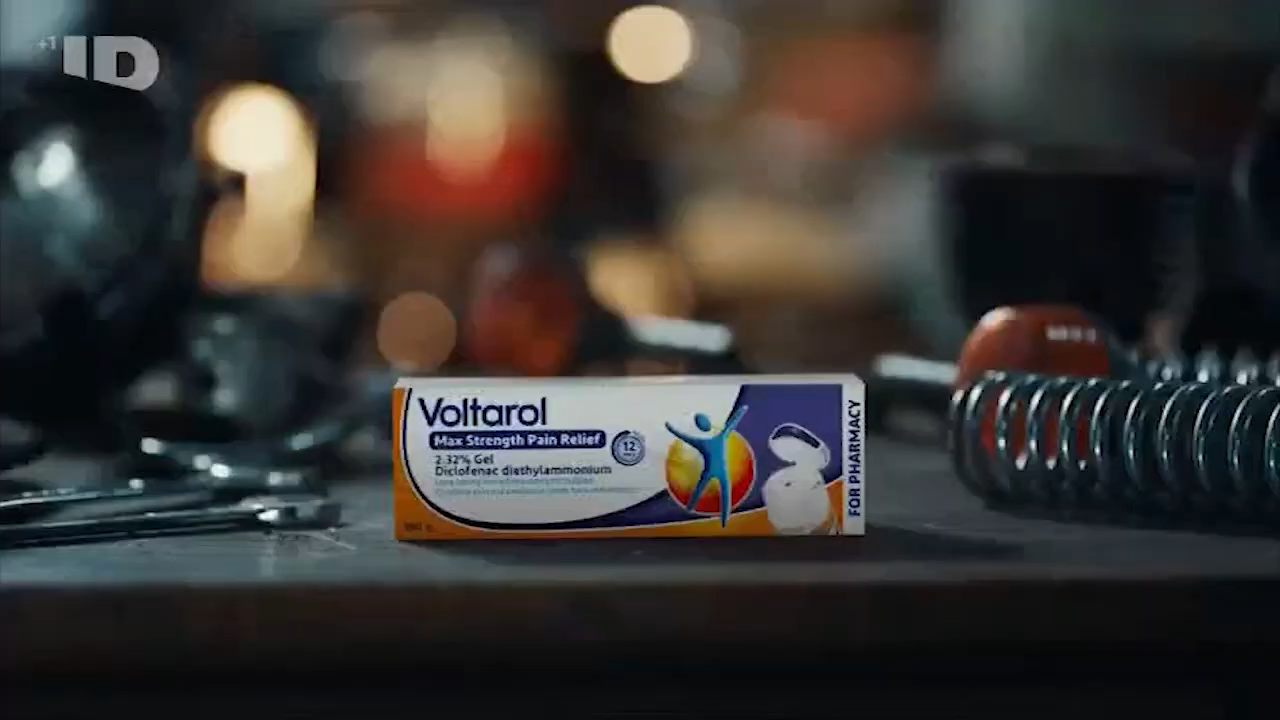 +1 ID
Voltarol
Max Strength Pain Relief
12
2.32% Gel
Diclofenac diethylammonium
FOR PHARMACY